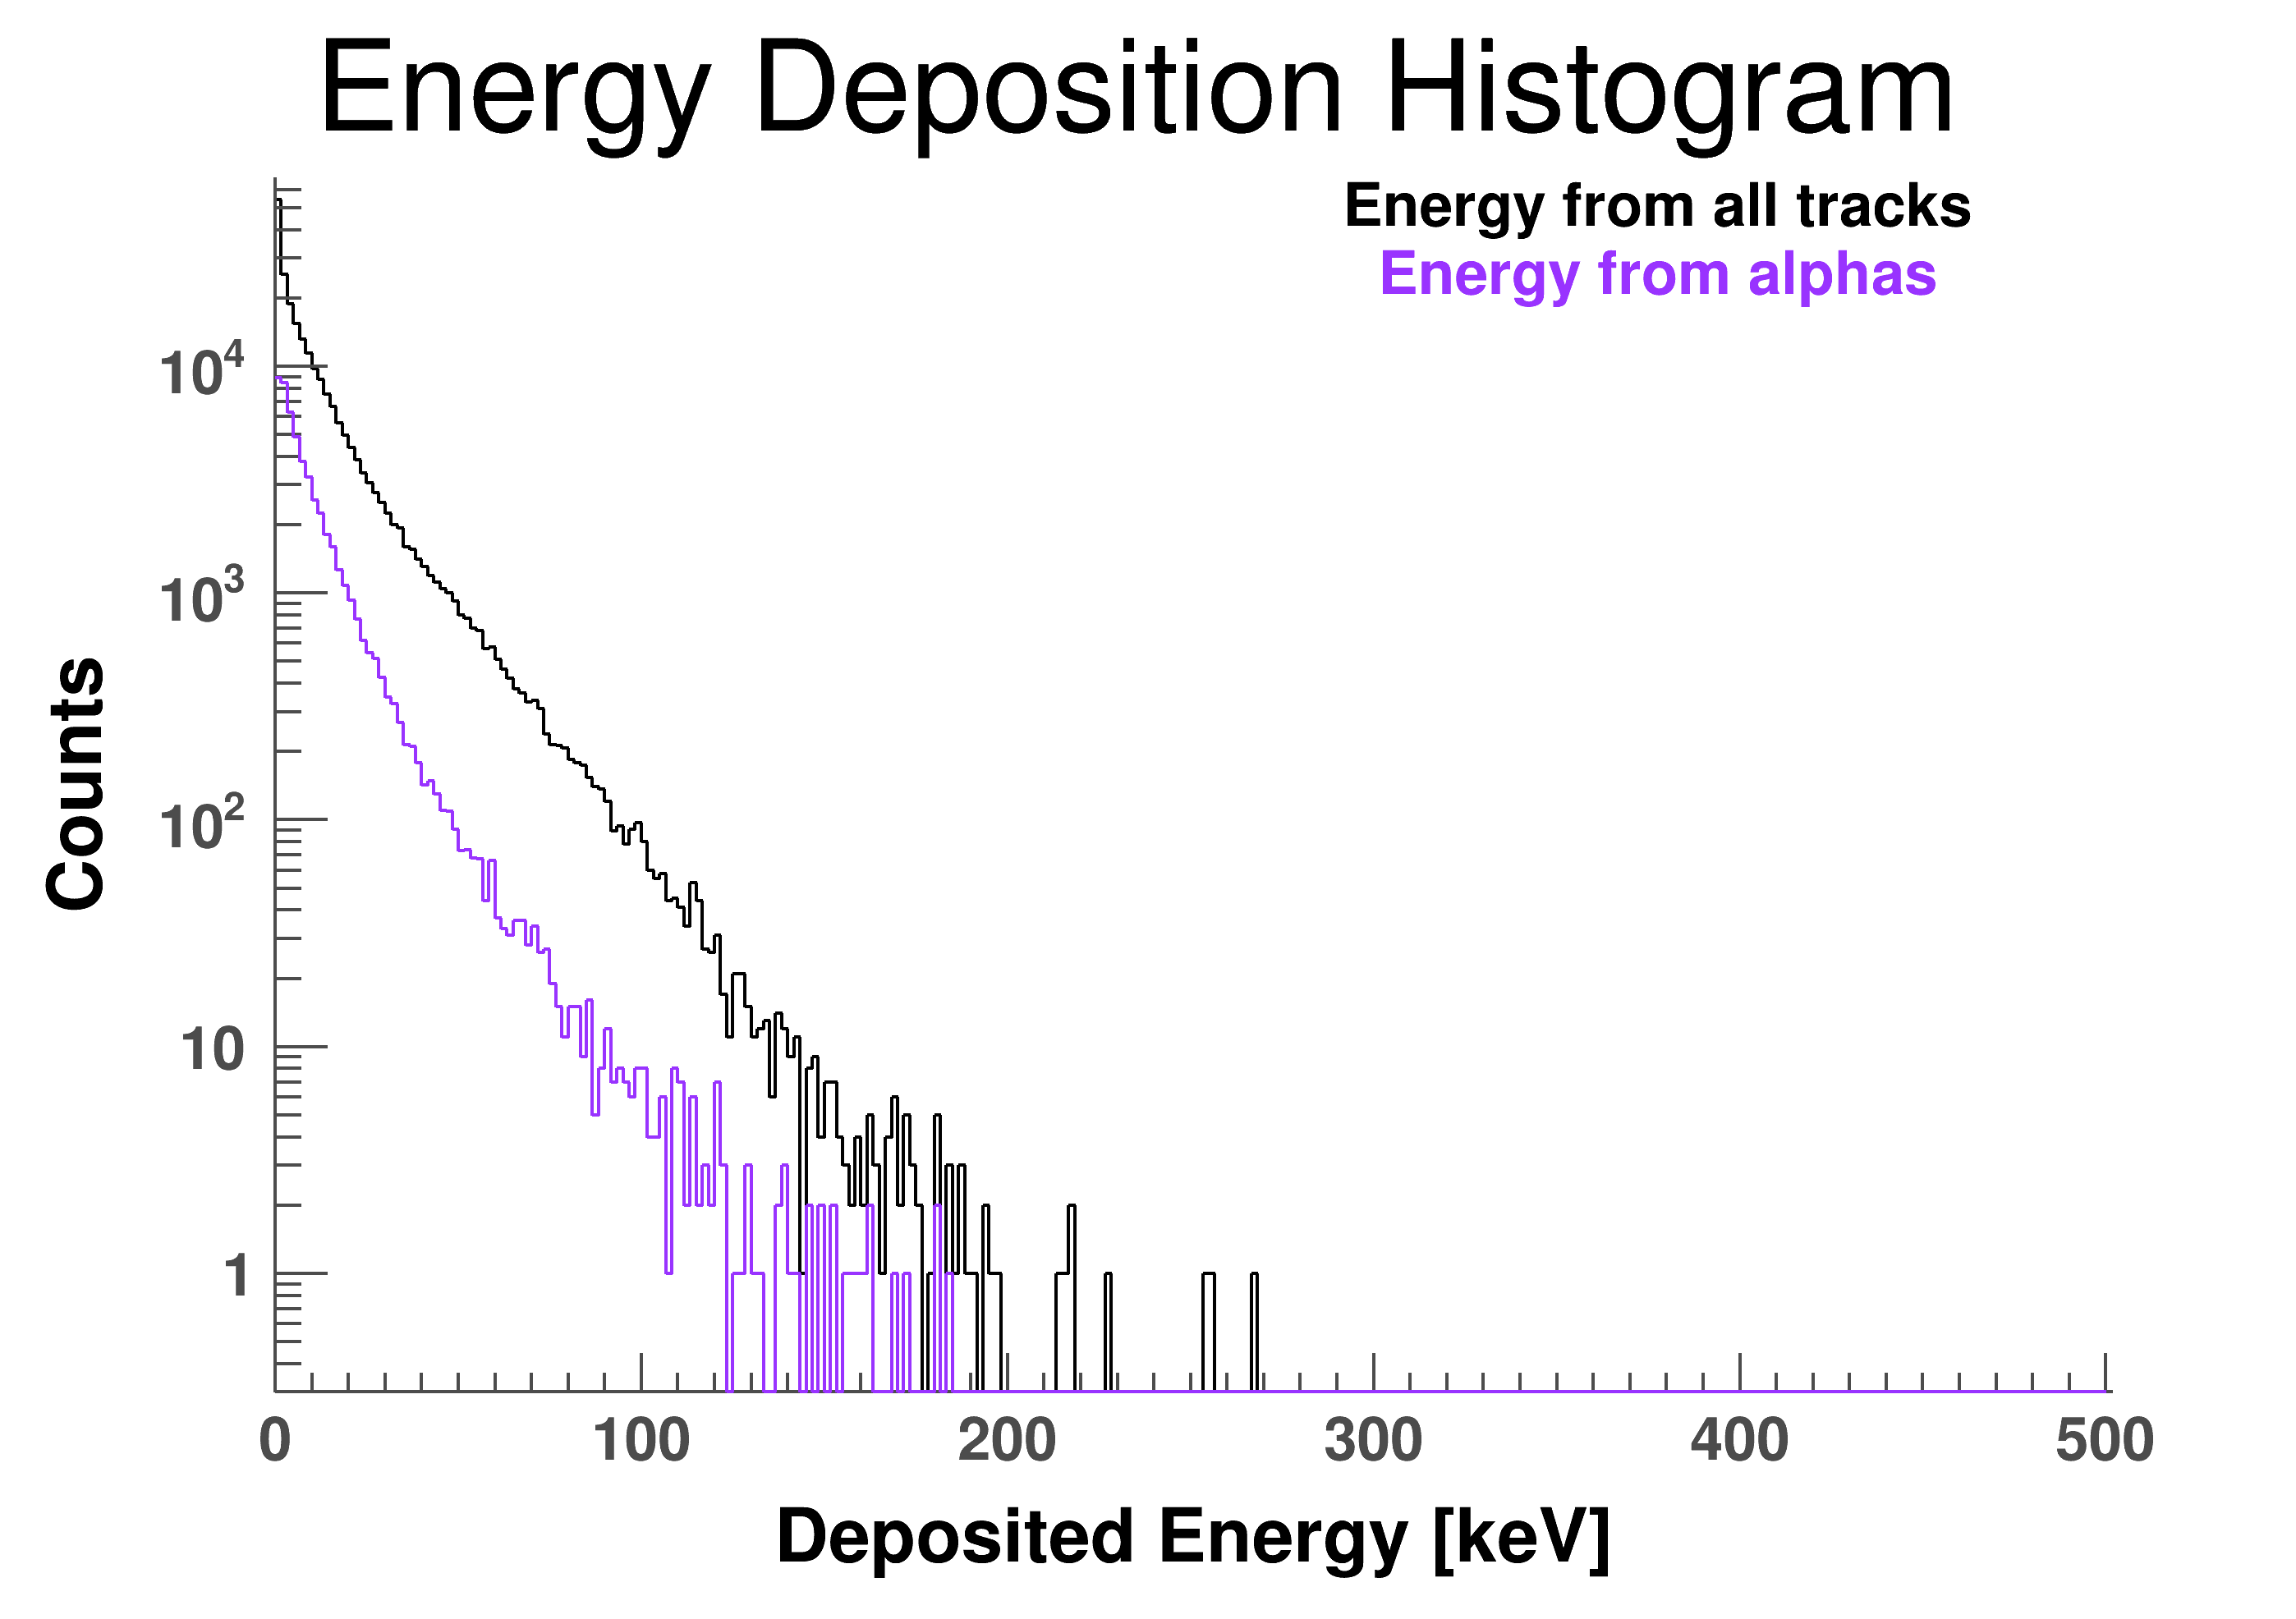 Energy Deposition Histogram
Energy from all tracks
Energy from alphas
10⁴
10³
10²
10
1
Counts
0 100 200 300 400 500
Deposited Energy [keV]